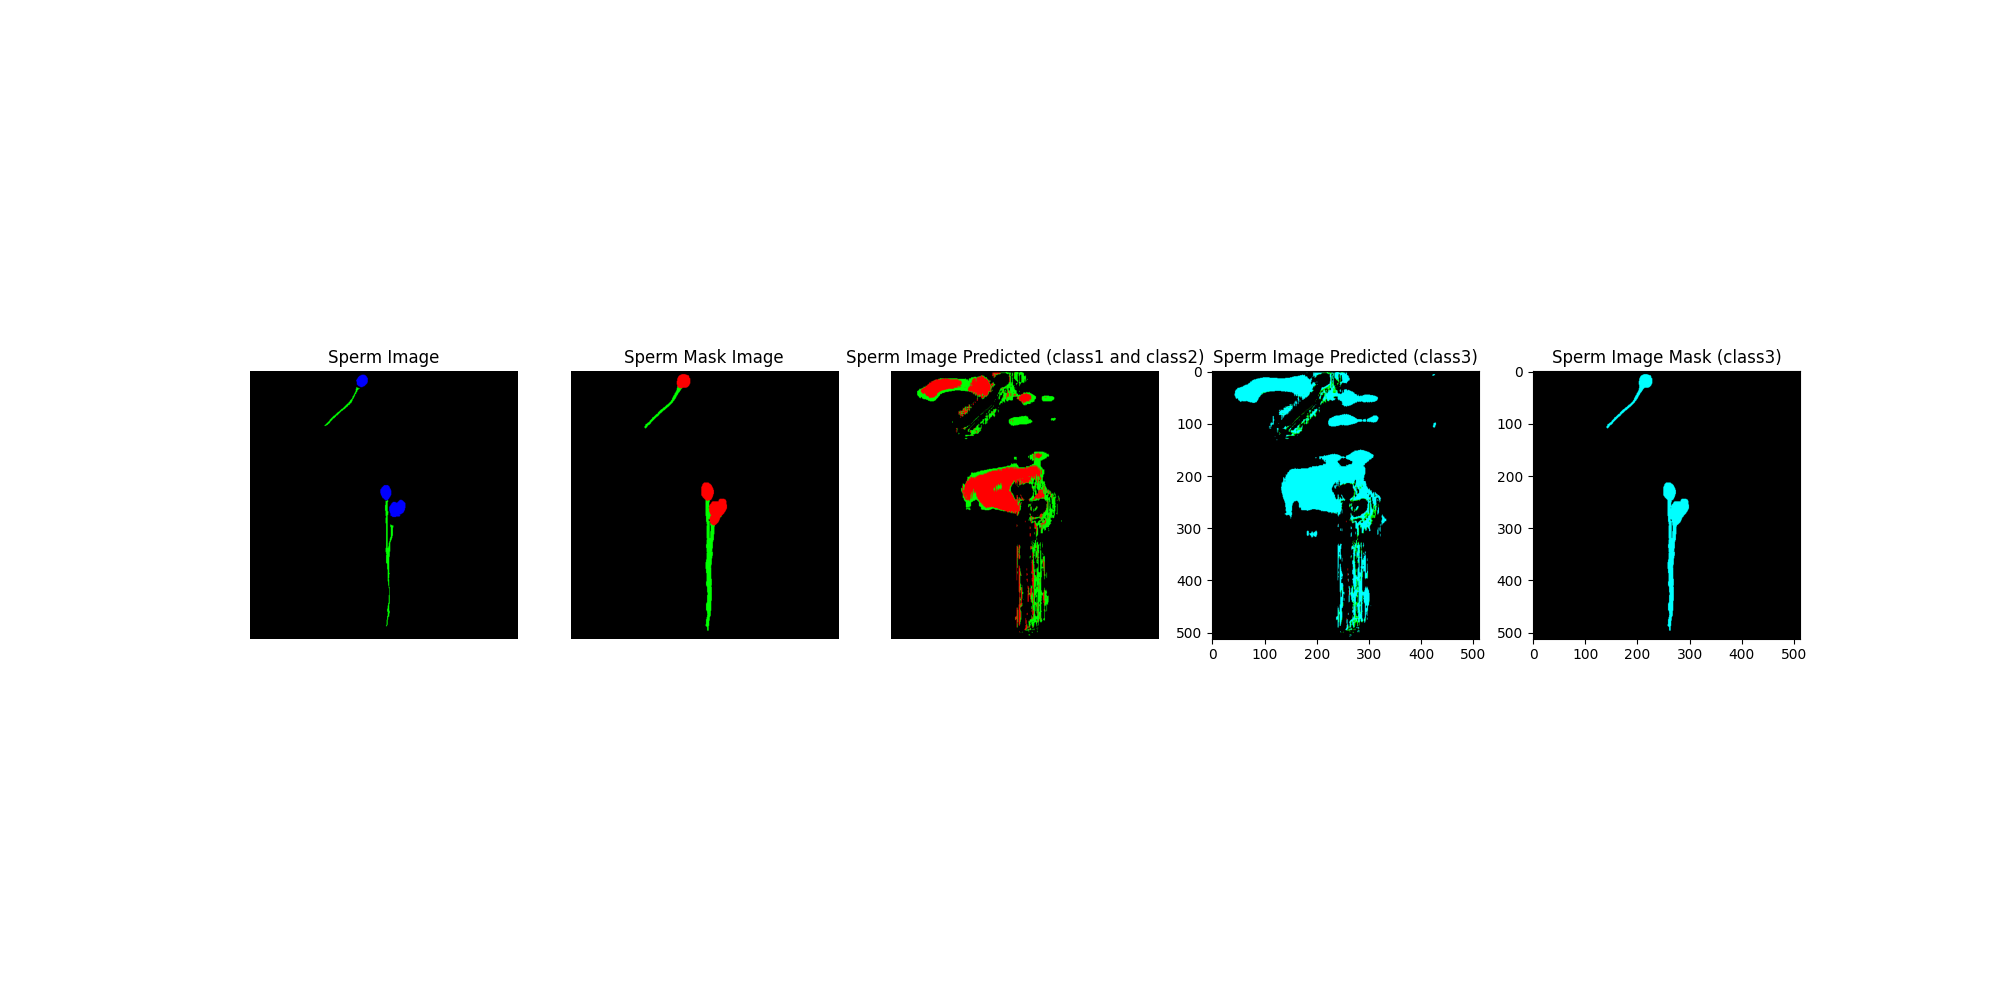 Sperm Image
Sperm Mask Image
Sperm Image Predicted (class1 and class2)
Sperm Image Predicted (class3)
Sperm Image Mask (class3)
0
100
200
300
400
500
0 100 200 300 400 500
0
100
200
300
400
500
0 100 200 300 400 500